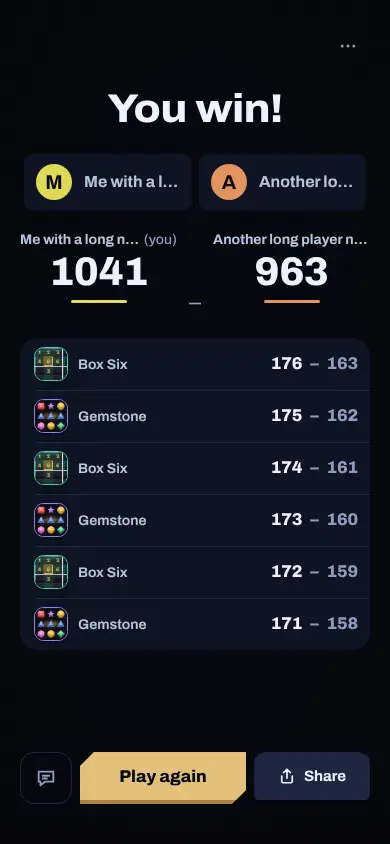 You win!
M Me with a l... A Another lo...
Me with a long n... (you) Another long player n...
1041 – 963
Box Six 176 – 163
Gemstone 175 – 162
Box Six 174 – 161
Gemstone 173 – 160
Box Six 172 – 159
Gemstone 171 – 158
Play again Share